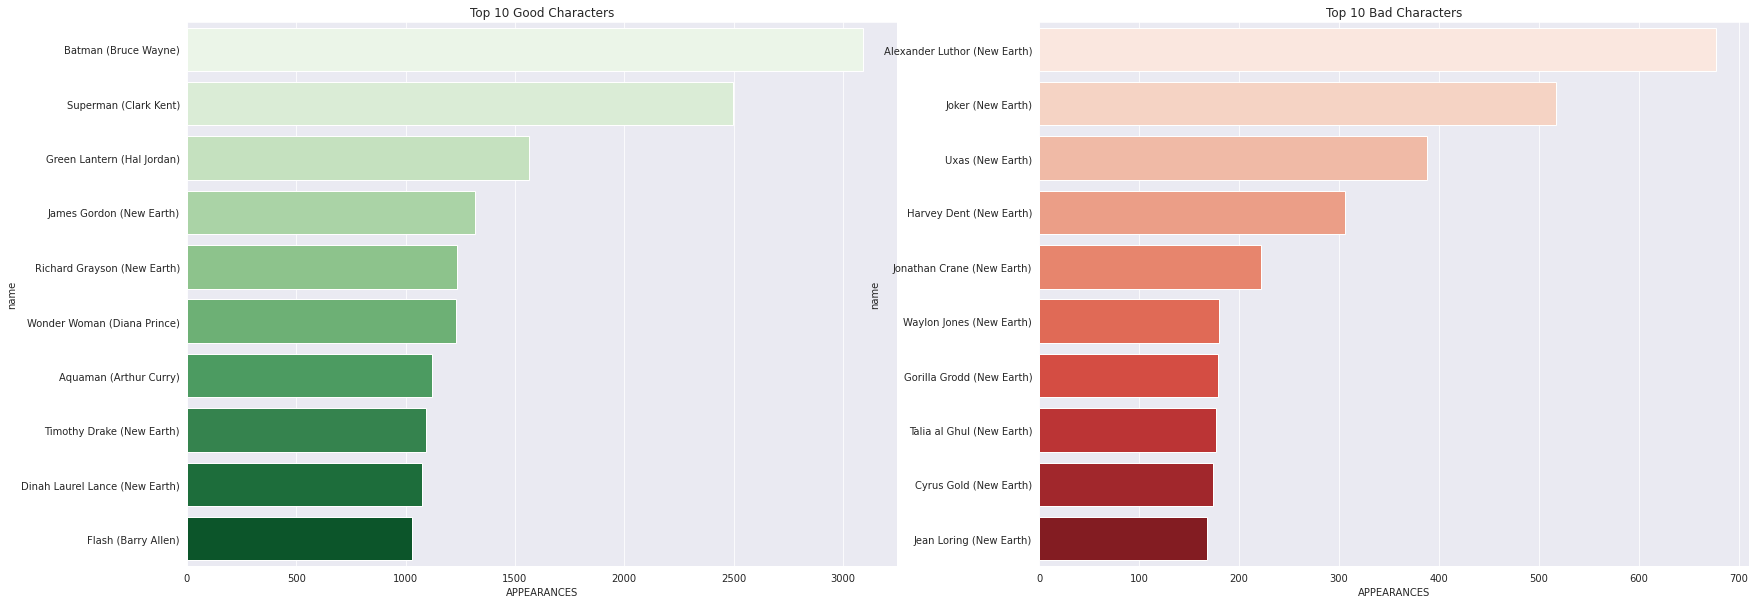 Top 10 Good Characters
name
Batman (Bruce Wayne)
Superman (Clark Kent)
Green Lantern (Hal Jordan)
James Gordon (New Earth)
Richard Grayson (New Earth)
Wonder Woman (Diana Prince)
Aquaman (Arthur Curry)
Timothy Drake (New Earth)
Dinah Laurel Lance (New Earth)
Flash (Barry Allen)
0 500 1000 1500 2000 2500 3000
APPEARANCES
Top 10 Bad Characters
name
Alexander Luthor (New Earth)
Joker (New Earth)
Uxas (New Earth)
Harvey Dent (New Earth)
Jonathan Crane (New Earth)
Waylon Jones (New Earth)
Gorilla Grodd (New Earth)
Talia al Ghul (New Earth)
Cyrus Gold (New Earth)
Jean Loring (New Earth)
0 100 200 300 400 500 600 700
APPEARANCES